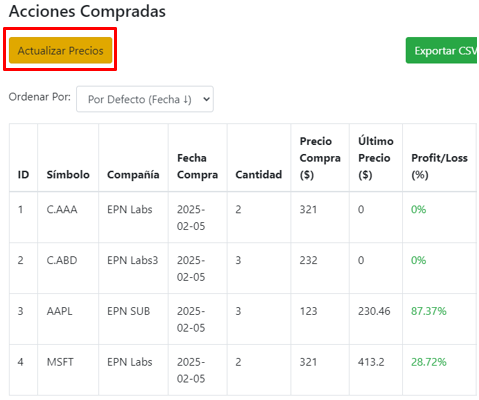 Acciones Compradas
Actualizar Precios
Exportar CSV
Ordenar Por:
Por Defecto (Fecha ↓)
ID Símbolo Compañía Fecha Compra Cantidad Precio Compra ($) Último Precio ($) Profit/Loss (%)
1 C.AAA EPN Labs 2025-02-05 2 321 0 0%
2 C.ABD EPN Labs3 2025-02-05 3 232 0 0%
3 AAPL EPN SUB 2025-02-05 3 123 230.46 87.37%
4 MSFT EPN Labs 2025-02-05 2 321 413.2 28.72%